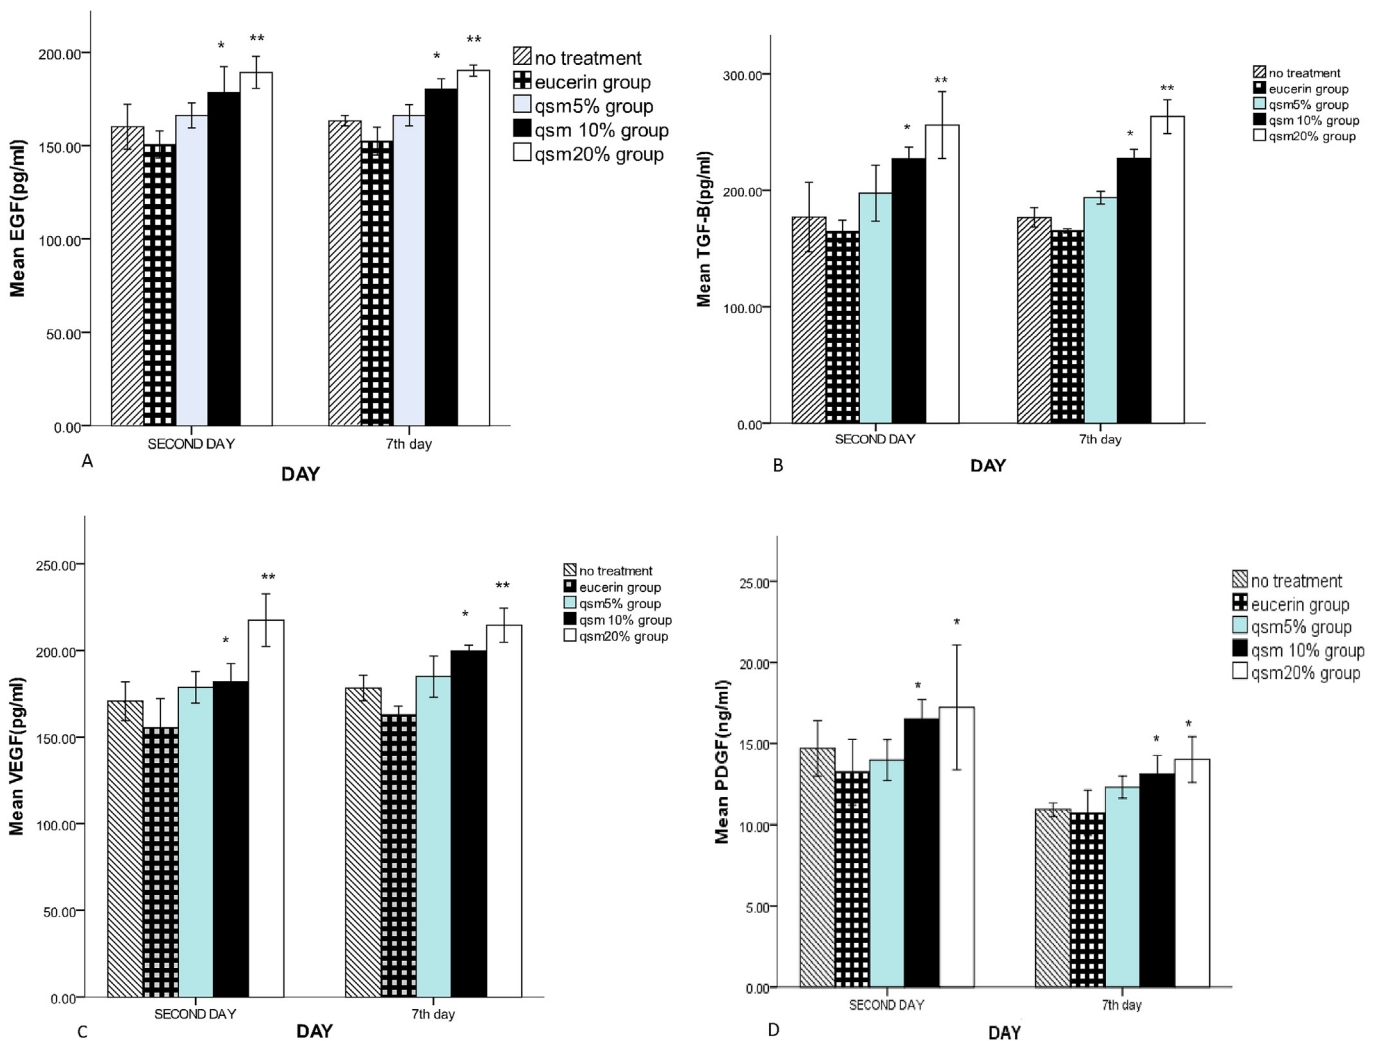 200.00
150.00
100.00
50.00
0.00
Mean EGF(pg/ml)
*
**
*
**
no treatment
eucerin group
qsm5% group
qsm 10% group
qsm20% group
SECOND DAY
7th day
A
DAY
300.00
200.00
100.00
0.00
Mean TGF-B(pg/ml)
*
**
*
**
no treatment
eucerin group
qsm5% group
qsm 10% group
qsm20% group
SECOND DAY
7th day
B
DAY
250.00
200.00
150.00
100.00
50.00
0.00
Mean VEGF(pg/ml)
*
**
*
**
no treatment
eucerin group
qsm5% group
qsm 10% group
qsm20% group
SECOND DAY
7th day
C
DAY
25.00
20.00
15.00
10.00
5.00
0.00
Mean PDGF(ng/ml)
*
*
*
*
no treatment
eucerin group
qsm5% group
qsm 10% group
qsm20% group
SECOND DAY
7th day
D
DAY